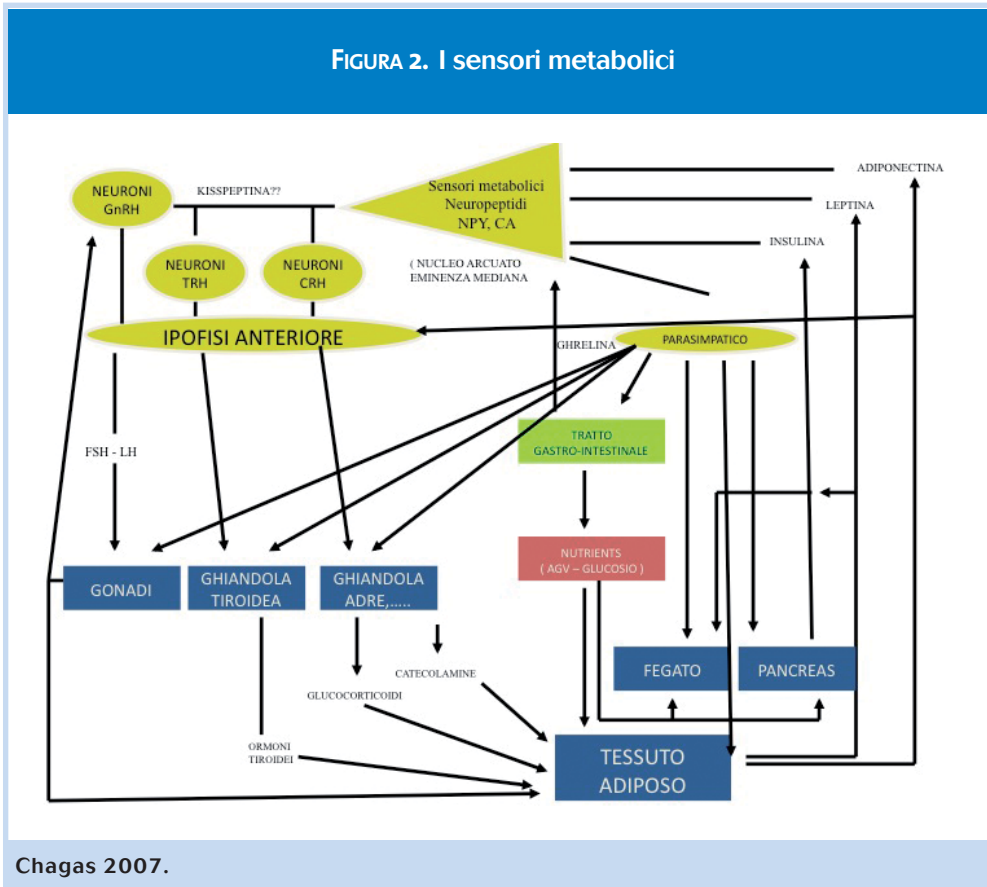 FIGURA 2. I sensori metabolici
ADIPONECTINA
NEURONI
GnRH
KISSPEPTINA??
Sensori metabolici
Neuropeptidi
NPY, CA
LEPTINA
INSULINA
NEURONI
TRH
NEURONI
CRH
( NUCLEO ARCUATO
EMINENZA MEDIANA
IPOFISI ANTERIORE
GHRELINA
PARASIMPATICO
TRATTO
GASTRO-INTESTINALE
FSH - LH
NUTRIENTS
( AGV – GLUCOSIO )
GONADI
GHIANDOLA
TIROIDEA
GHIANDOLA
ADRE,.....
FEGATO
PANCREAS
CATECOLAMINE
GLUCOCORTICOIDI
ORMONI
TIROIDEI
TESSUTO
ADIPOSO
Chagas 2007.